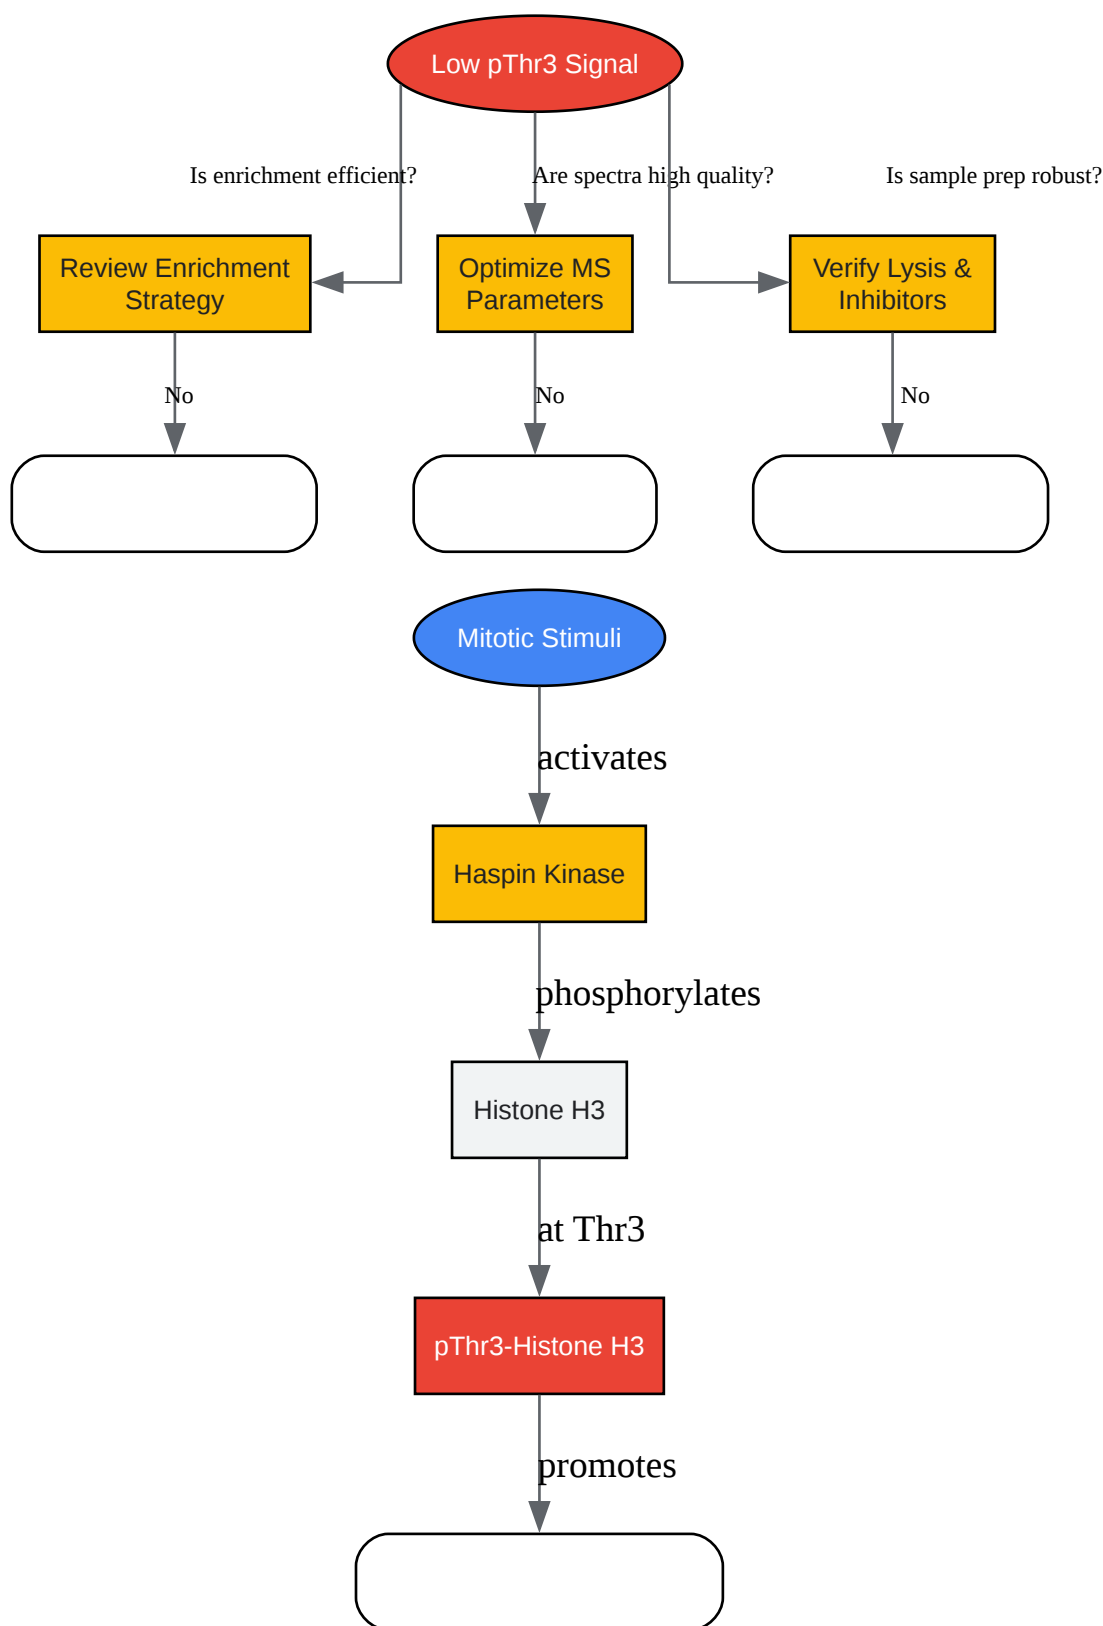 Low pThr3 Signal
Is enrichment efficient?
Are spectra high quality?
Is sample prep robust?
Review Enrichment
Strategy
Optimize MS
Parameters
Verify Lysis &
Inhibitors
No
No
No
Mitotic Stimuli
activates
Haspin Kinase
phosphorylates
Histone H3
at Thr3
pThr3-Histone H3
promotes